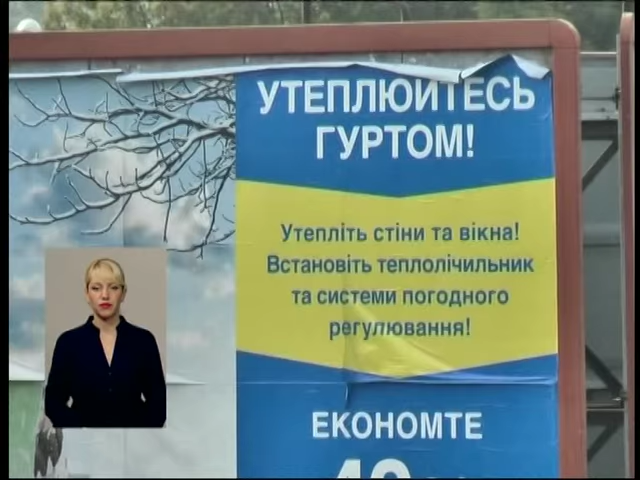 УТЕПЛЮЙТЕСЬ
ГУРТОМ!
Утепліть стіни та вікна!
Встановіть теплолічильник
та системи погодного
регулювання!
ЕКОНОМТЕ